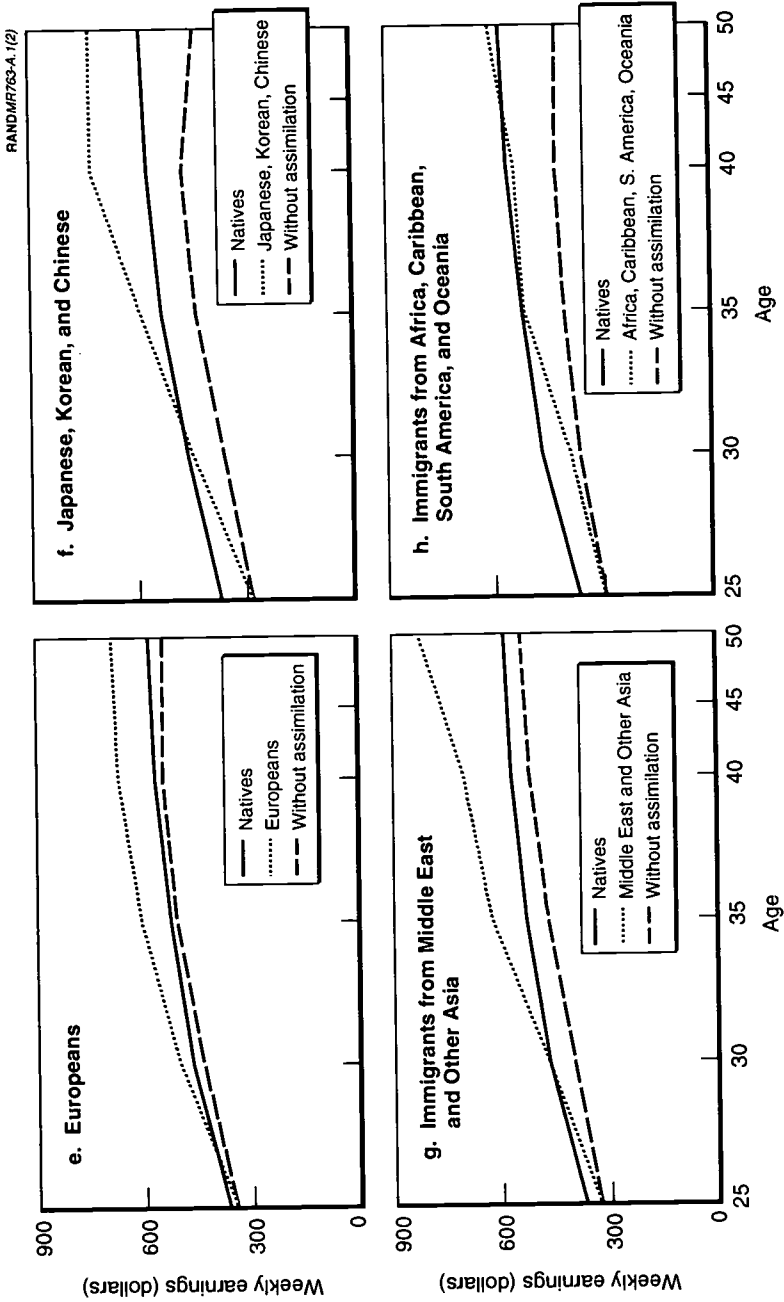 RANDMR763-A.1(2)
e. Europeans
Weekly earnings (dollars)
900
600
300
0
Natives
Europeans
Without assimilation
f. Japanese, Korean, and Chinese
Natives
Japanese, Korean, Chinese
Without assimilation
g. Immigrants from Middle East
and Other Asia
Weekly earnings (dollars)
900
600
300
0
Natives
Middle East and Other Asia
Without assimilation
25
30
35
40
45
50
Age
h. Immigrants from Africa, Caribbean,
South America, and Oceania
Natives
Africa, Caribbean, S. America, Oceania
Without assimilation
25
30
35
40
45
50
Age